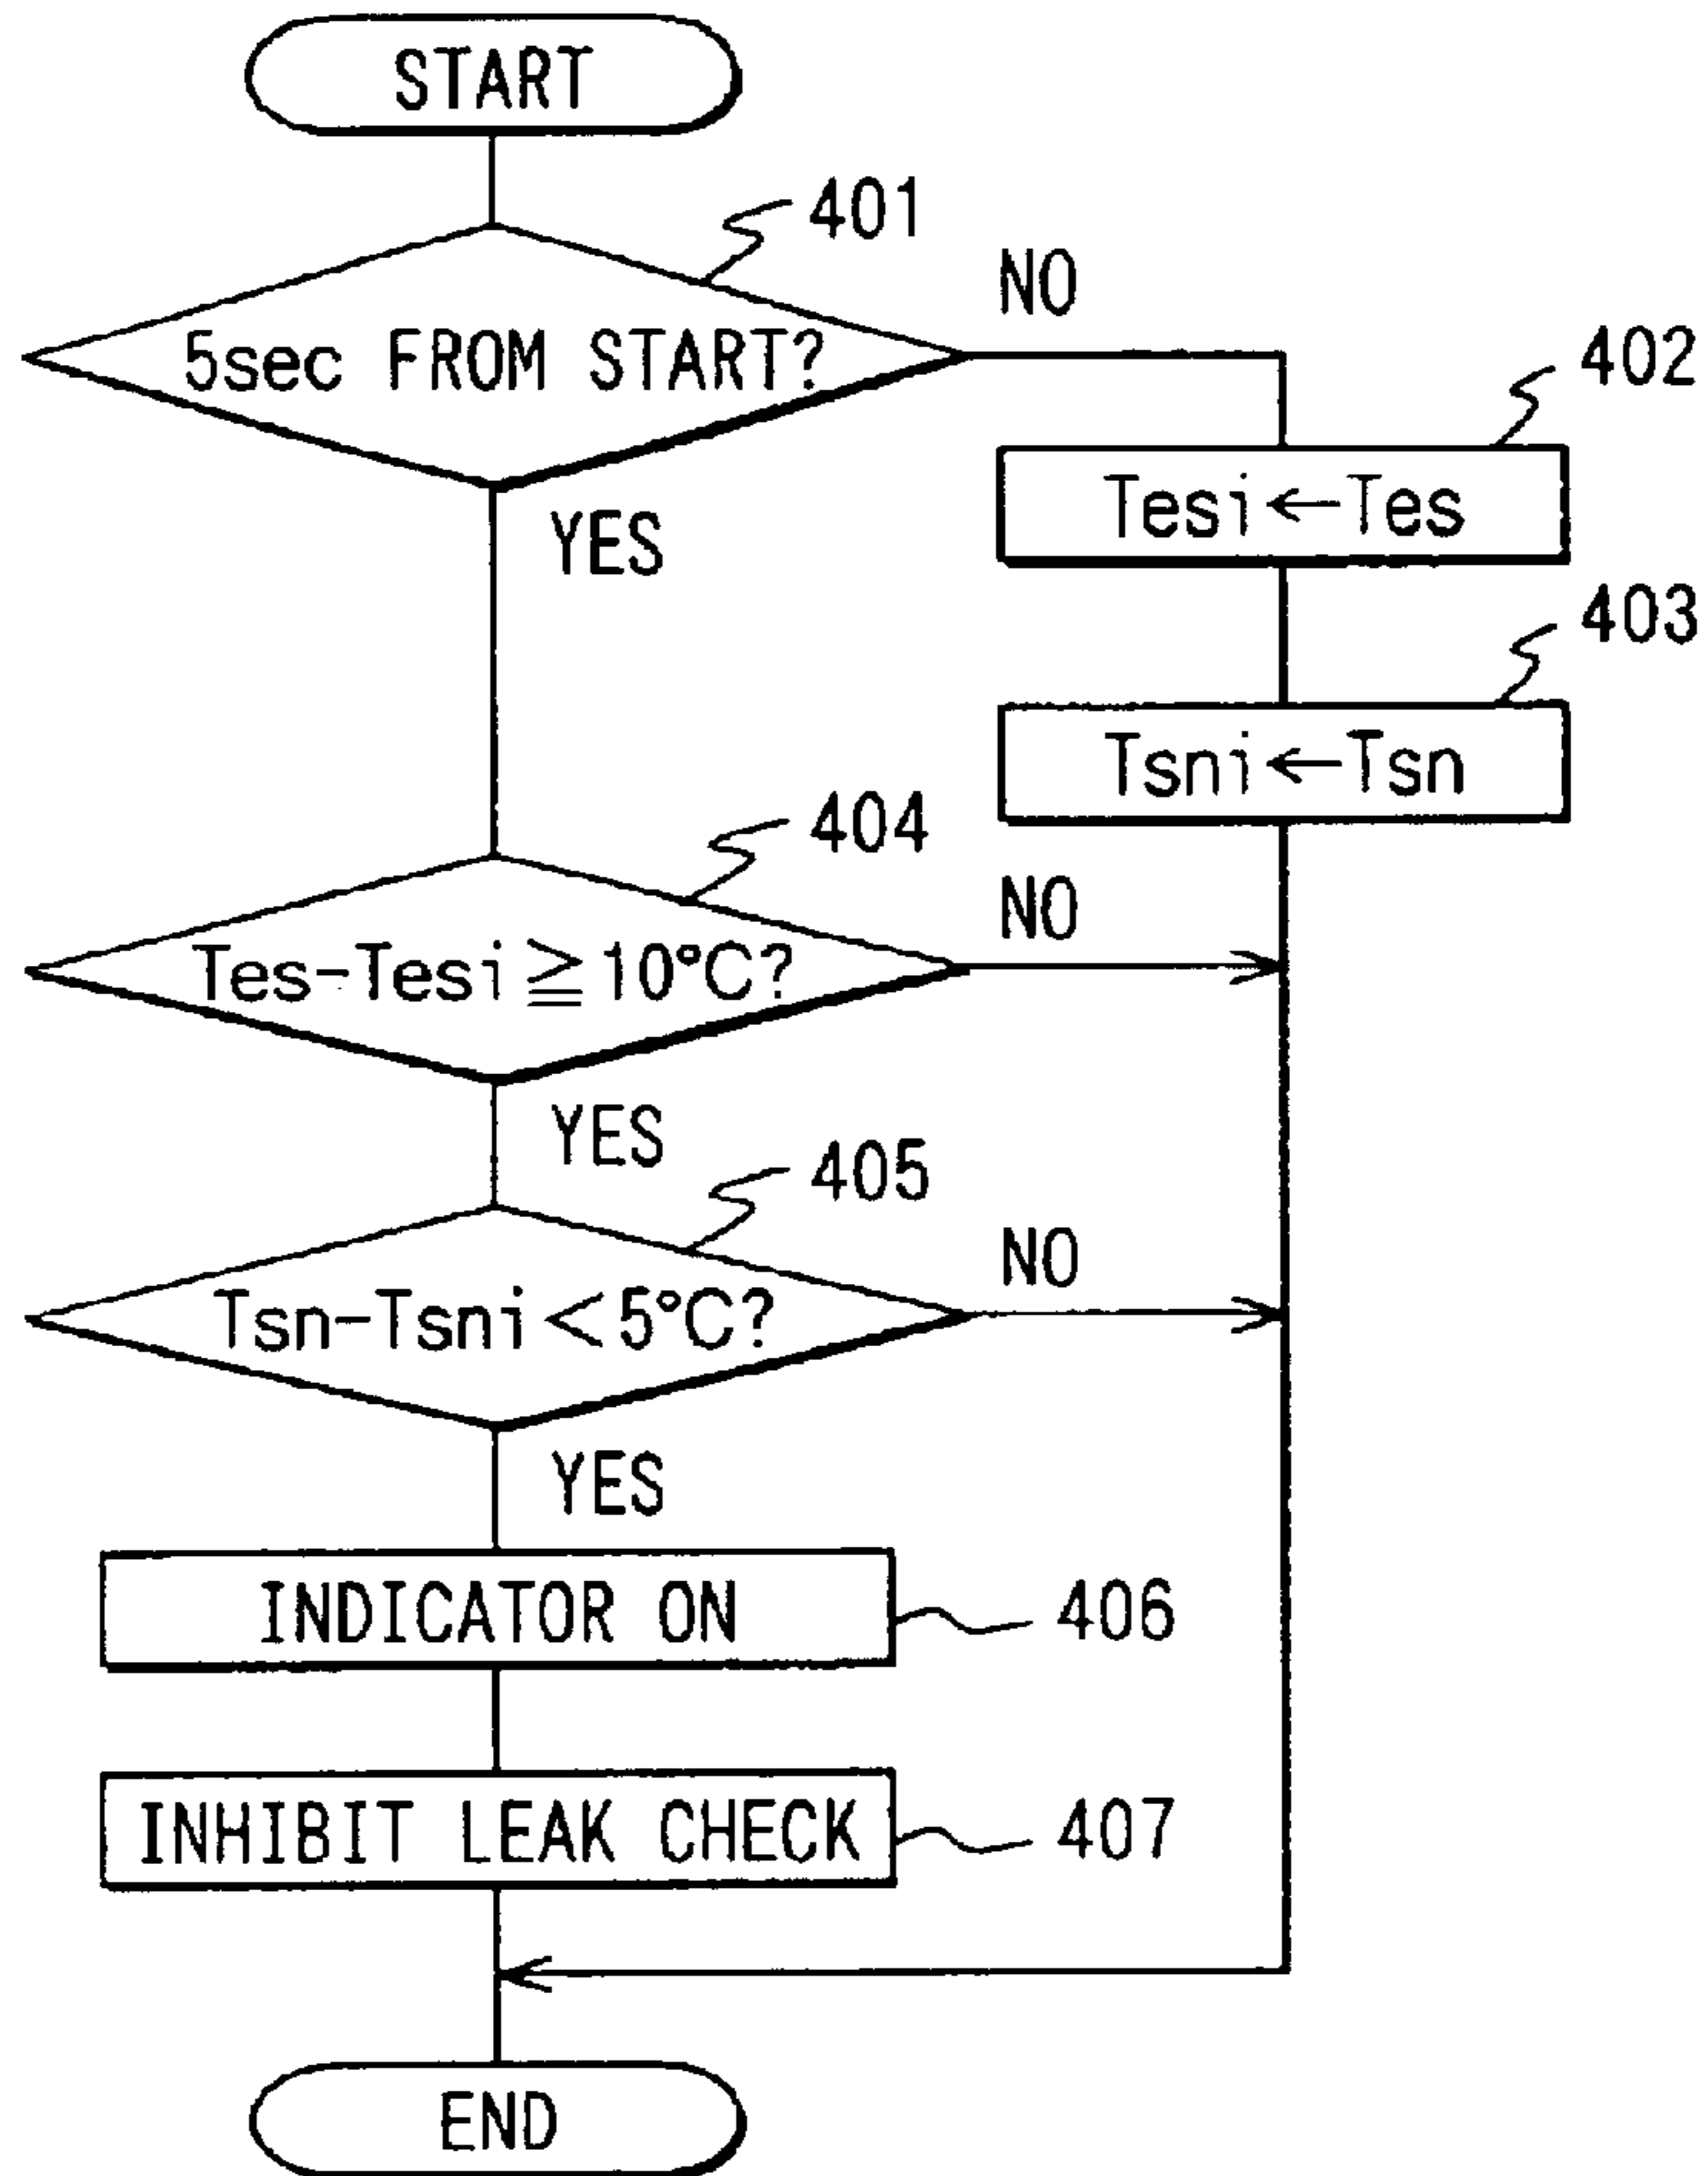 START
401
5sec FROM START?
NO
402
Tesi←Tes
YES
403
Tsni←Tsn
404
Tes-Tesi≧10°C?
NO
YES
405
Tsn-Tsni<5°C?
NO
YES
INDICATOR ON
406
INHIBIT LEAK CHECK
407
END